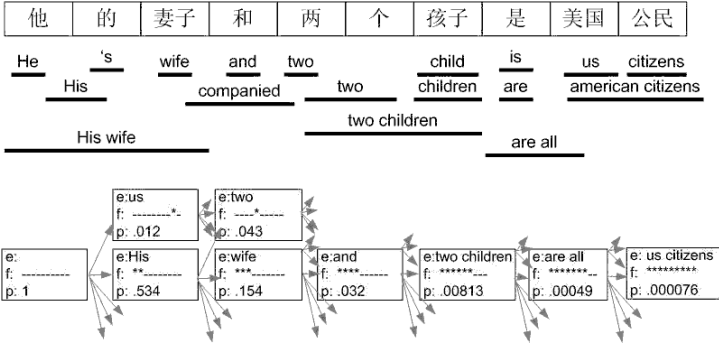 他 的 妻子 和 两 个 孩子 是 美国 公民
He 's wife and two child is us citizens
His companied two children are american citizens
two children
His wife
are all
e:us
f: --------*-
p: .012
e:two
f: ----*-----
p: .043
e:
f: ----------
p: 1
e:His
f: **--------
p: .534
e:wife
f: ***-------
p: .154
e:and
f: ****------
p: .032
e:two children
f: ******---
p: .00813
e:are all
f: *******--
p: .00049
e: us citizens
f: *********
p: .000076